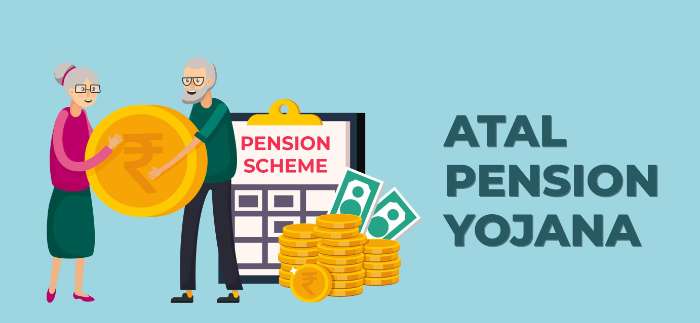 PENSION
SCHEME
ATAL
PENSION
YOJANA
₹
₹